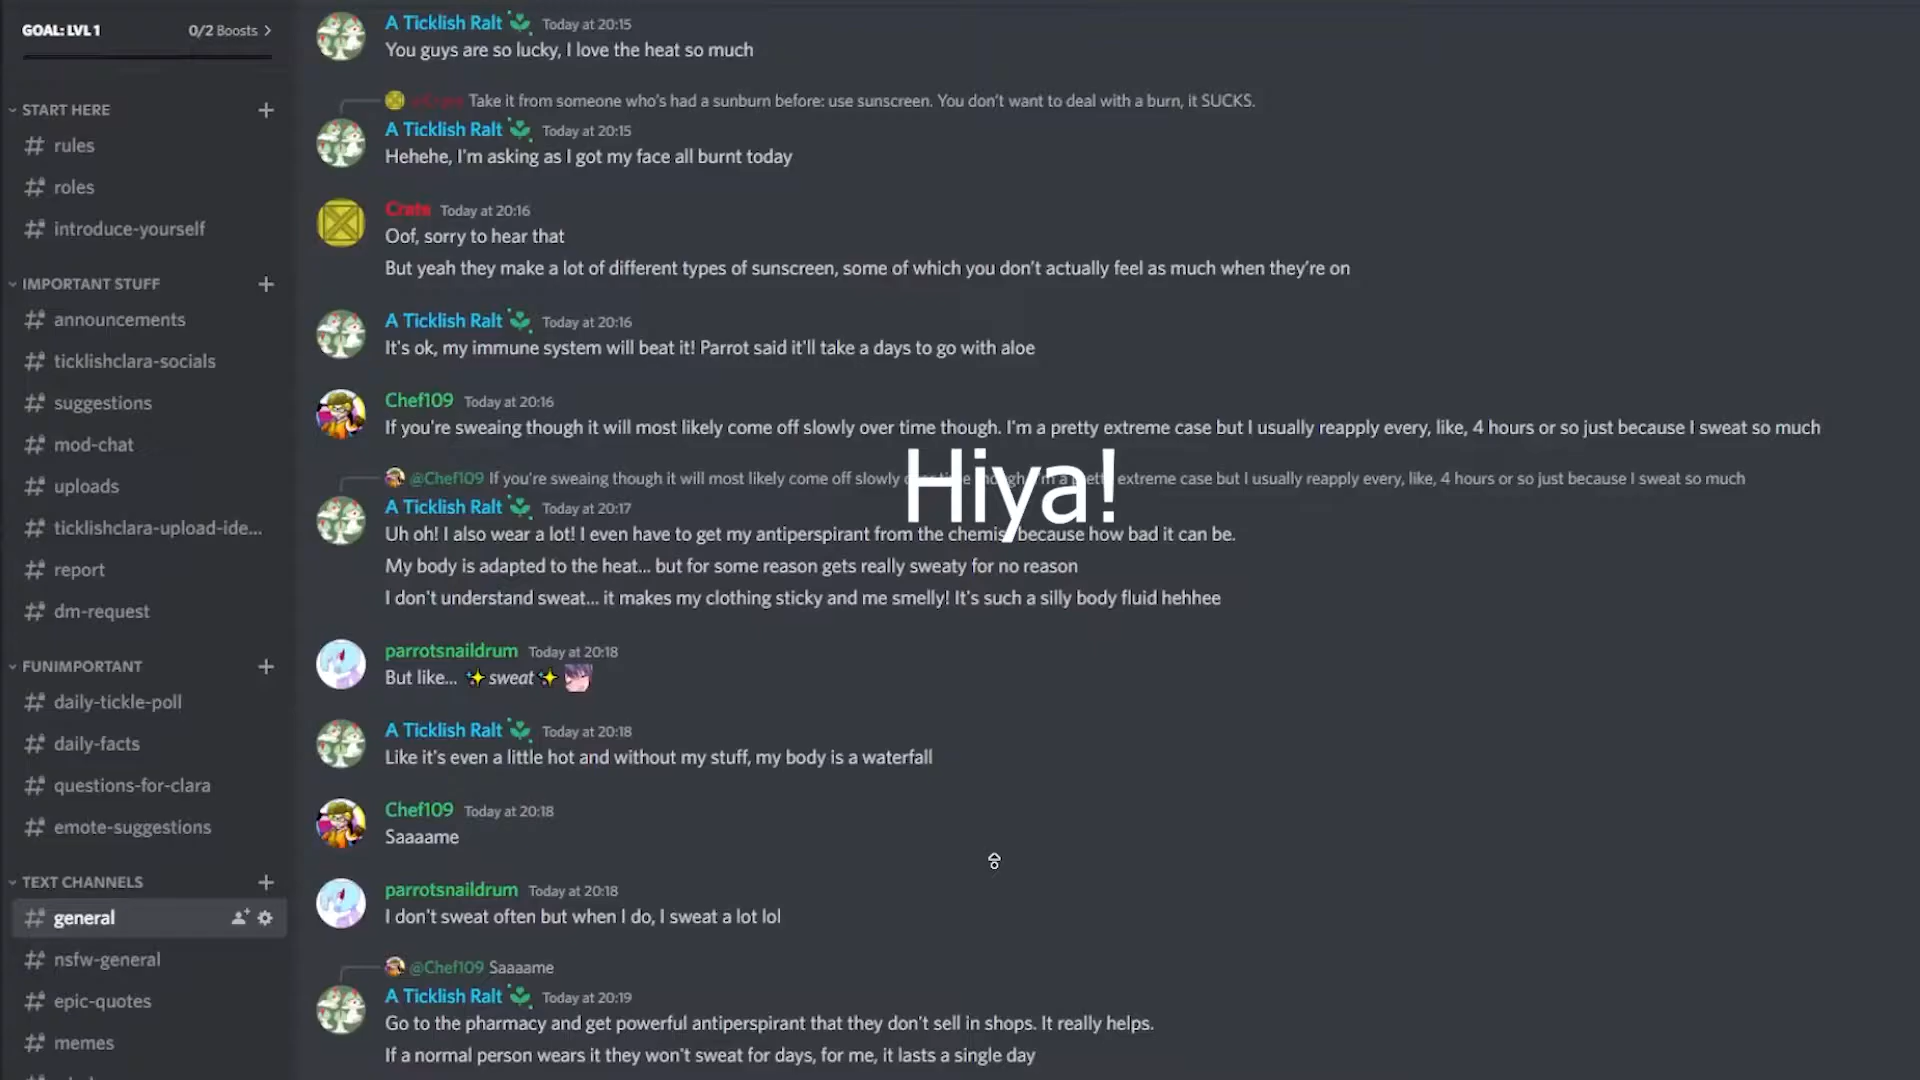 GOAL: LVL 1 0/2 Boosts
START HERE
rules
roles
introduce-yourself
IMPORTANT STUFF
announcements
ticklishclara-socials
suggestions
mod-chat
uploads
ticklishclara-upload-ide...
report
dm-request
FUNIMPORTANT
daily-tickle-poll
daily-facts
questions-for-clara
emote-suggestions
TEXT CHANNELS
general
nsfw-general
epic-quotes
memes
A Ticklish Ralt Today at 20:15
You guys are so lucky, I love the heat so much
Take it from someone who's had a sunburn before: use sunscreen. You don't want to deal with a burn, it SUCKS.
A Ticklish Ralt Today at 20:15
Hehehe, I'm asking as I got my face all burnt today
Crate Today at 20:16
Oof, sorry to hear that
But yeah they make a lot of different types of sunscreen, some of which you don't actually feel as much when they're on
A Ticklish Ralt Today at 20:16
It's ok, my immune system will beat it! Parrot said it'll take a days to go with aloe
Chef109 Today at 20:16
If you're sweaing though it will most likely come off slowly over time though. I'm a pretty extreme case but I usually reapply every, like, 4 hours or so just because I sweat so much
Hiya!
@Chef109 If you're sweaing though it will most likely come off slowly though. extreme case but I usually reapply every, like, 4 hours or so just because I sweat so much
A Ticklish Ralt Today at 20:17
Uh oh! I also wear a lot! I even have to get my antiperspirant from the chemist because how bad it can be.
My body is adapted to the heat... but for some reason gets really sweaty for no reason
I don't understand sweat... it makes my clothing sticky and me smelly! It's such a silly body fluid hehhee
parrotsnaildrum Today at 20:18
But like... ✨sweat✨
A Ticklish Ralt Today at 20:18
Like it's even a little hot and without my stuff, my body is a waterfall
Chef109 Today at 20:18
Saaaame
parrotsnaildrum Today at 20:18
I don't sweat often but when I do, I sweat a lot lol
@Chef109 Saaaame
A Ticklish Ralt Today at 20:19
Go to the pharmacy and get powerful antiperspirant that they don't sell in shops. It really helps.
If a normal person wears it they won't sweat for days, for me, it lasts a single day